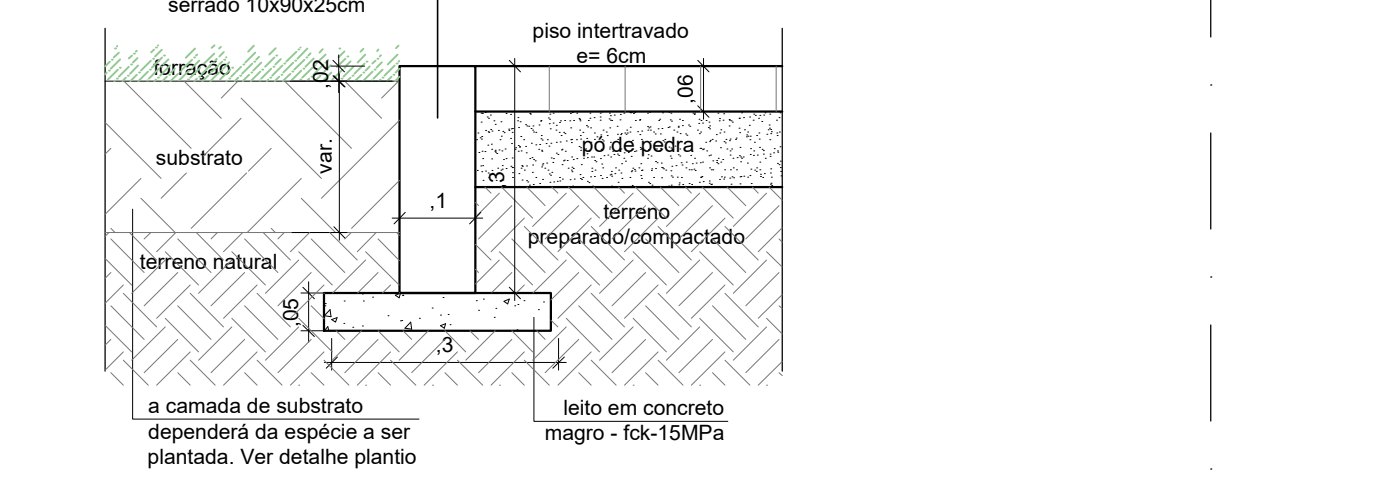 serrado 10x90x25cm
piso intertravado
e= 6cm
forração
,02
,06
substrato
var.
pó de pedra
,3
,1
terreno
preparado/compactado
terreno natural
,05
,3
a camada de substrato
dependerá da espécie a ser
plantada. Ver detalhe plantio
leito em concreto
magro - fck-15MPa